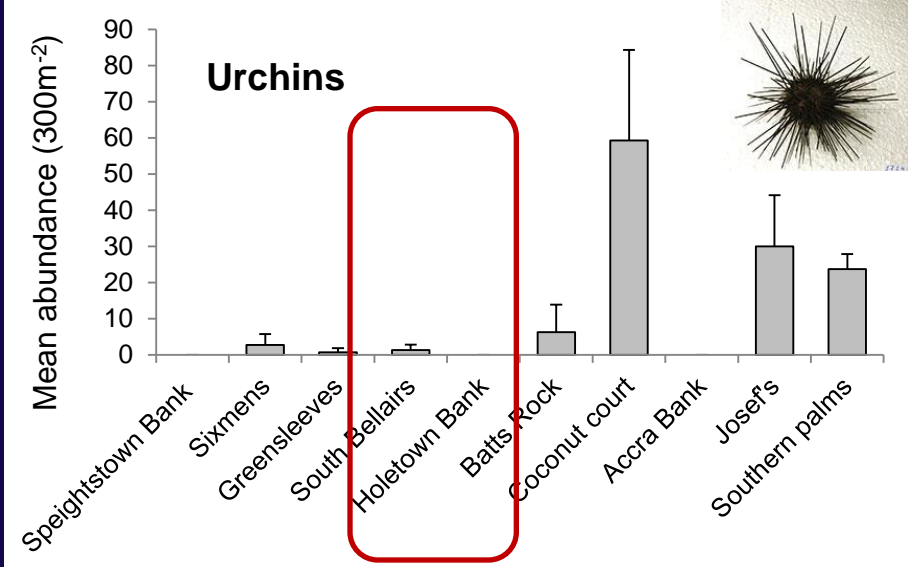 Urchins
Mean abundance (300m-2)
90
80
70
60
50
40
30
20
10
0
Speightstown Bank
Sixmens
Greensleeves
South Bellairs
Holetown Bank
Batts Rock
Coconut court
Accra Bank
Josef's
Southern palms